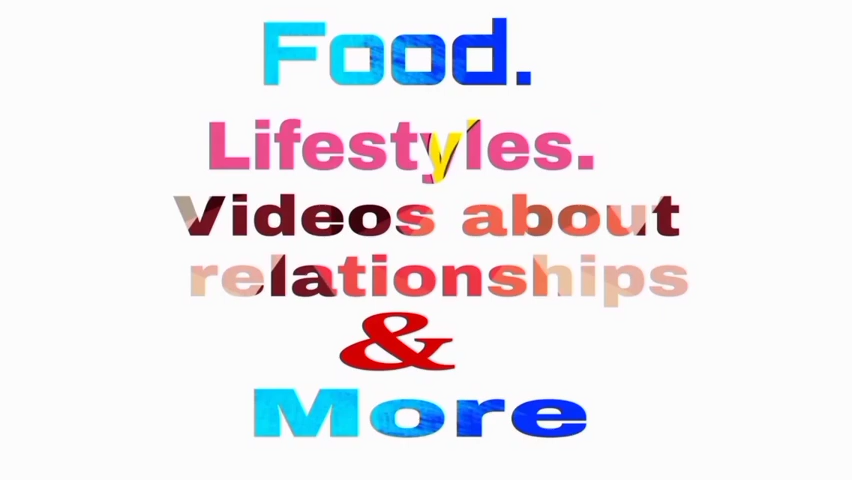 Food.
Lifestyles.
Videos about
relationships
&
More